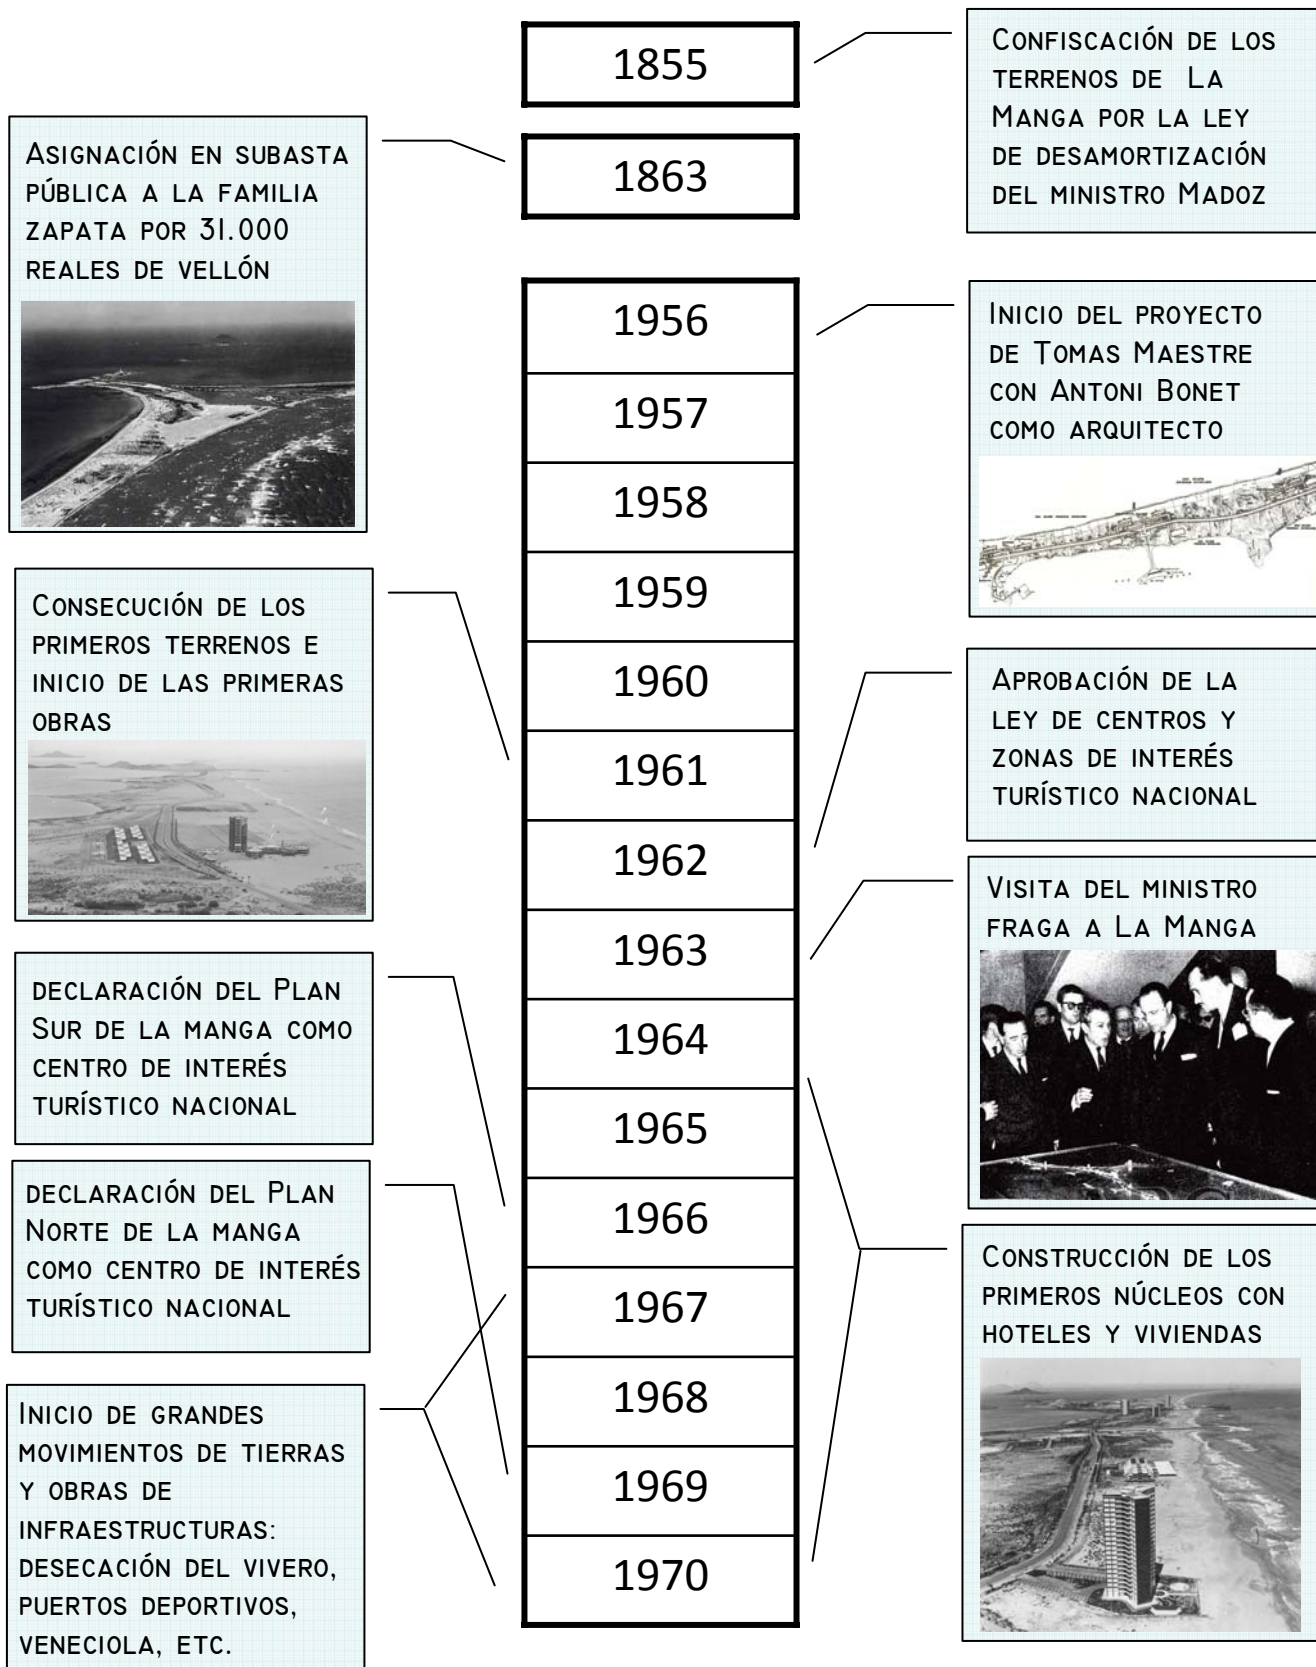 1855
CONFISCACIÓN DE LOS
TERRENOS DE LA
MANGA POR LA LEY
DE DESAMORTIZACIÓN
DEL MINISTRO MADOZ
ASIGNACIÓN EN SUBASTA
PÚBLICA A LA FAMILIA
ZAPATA POR 31.000
REALES DE VELLÓN
1863
1956
INICIO DEL PROYECTO
DE TOMAS MAESTRE
CON ANTONI BONET
COMO ARQUITECTO
1957
1958
1959
1960
CONSECUCIÓN DE LOS
PRIMEROS TERRENOS E
INICIO DE LAS PRIMERAS
OBRAS
1961
APROBACIÓN DE LA
LEY DE CENTROS Y
ZONAS DE INTERÉS
TURÍSTICO NACIONAL
1962
VISITA DEL MINISTRO
FRAGA A LA MANGA
1963
1964
1965
DECLARACIÓN DEL PLAN
SUR DE LA MANGA COMO
CENTRO DE INTERÉS
TURÍSTICO NACIONAL
1966
DECLARACIÓN DEL PLAN
NORTE DE LA MANGA
COMO CENTRO DE INTERÉS
TURÍSTICO NACIONAL
1967
CONSTRUCCIÓN DE LOS
PRIMEROS NÚCLEOS CON
HOTELES Y VIVIENDAS
1968
1969
1970
INICIO DE GRANDES
MOVIMIENTOS DE TIERRAS
Y OBRAS DE
INFRAESTRUCTURAS:
DESECACIÓN DEL VIVERO,
PUERTOS DEPORTIVOS,
VENECIOLA, ETC.